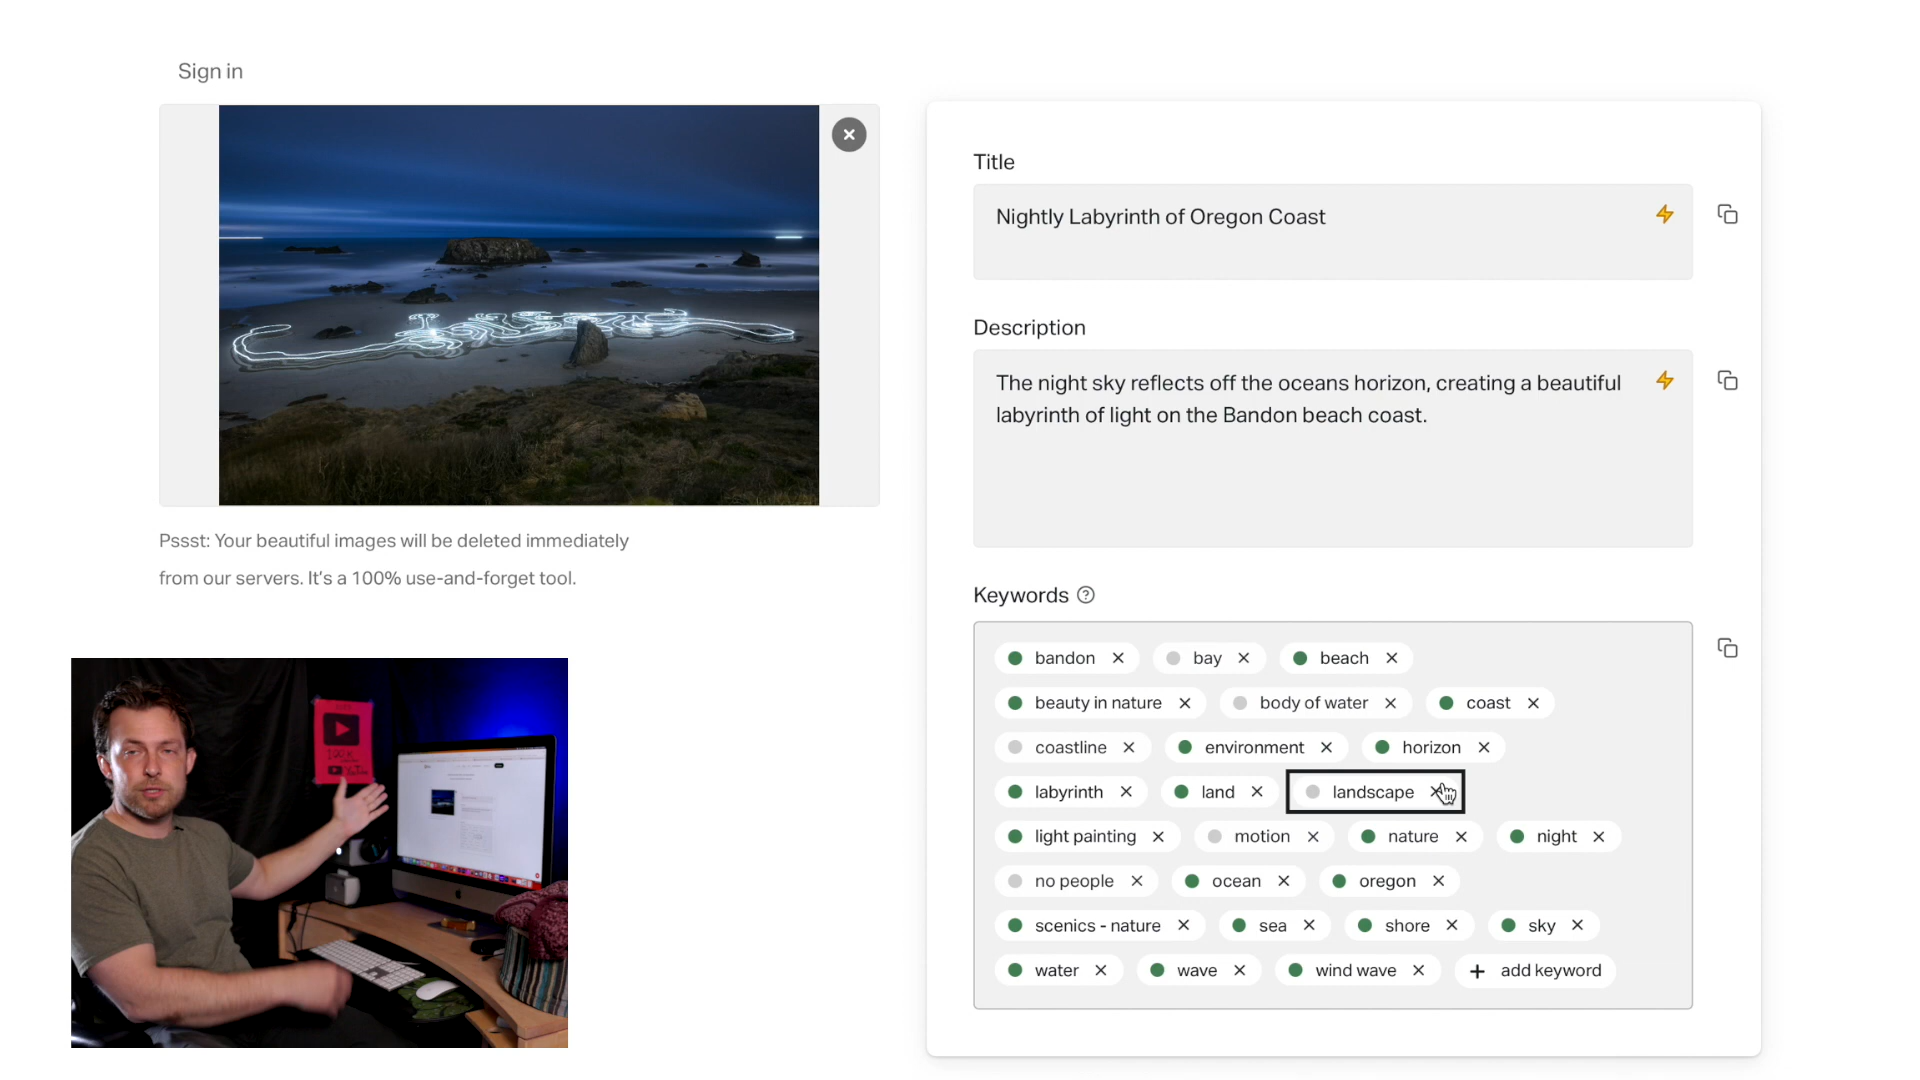 Sign in
Title
Nightly Labyrinth of Oregon Coast
Description
The night sky reflects off the oceans horizon, creating a beautiful
labyrinth of light on the Bandon beach coast.
Pssst: Your beautiful images will be deleted immediately
from our servers. It's a 100% use-and-forget tool.
Keywords
bandon bay beach
beauty in nature body of water coast
coastline environment horizon
labyrinth land landscape
light painting motion nature night
no people ocean oregon
scenics - nature sea shore sky
water wave wind wave + add keyword
100K
YouTube